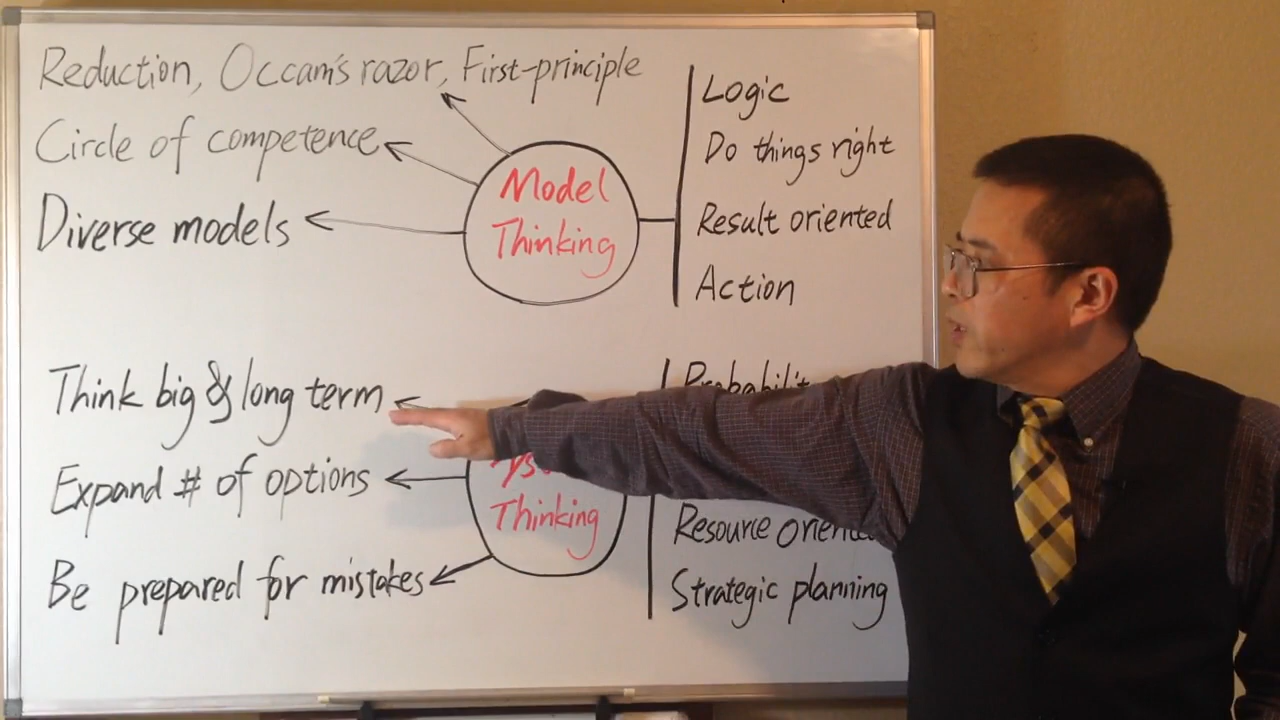 Reduction, Occam's razor, First-principle
Circle of competence
Diverse models
Model
Thinking
Logic
Do things right
Result oriented
Action
Think big & long term
Expand # of options
Be prepared for mistakes
Thinking
Resource
Strategic planning